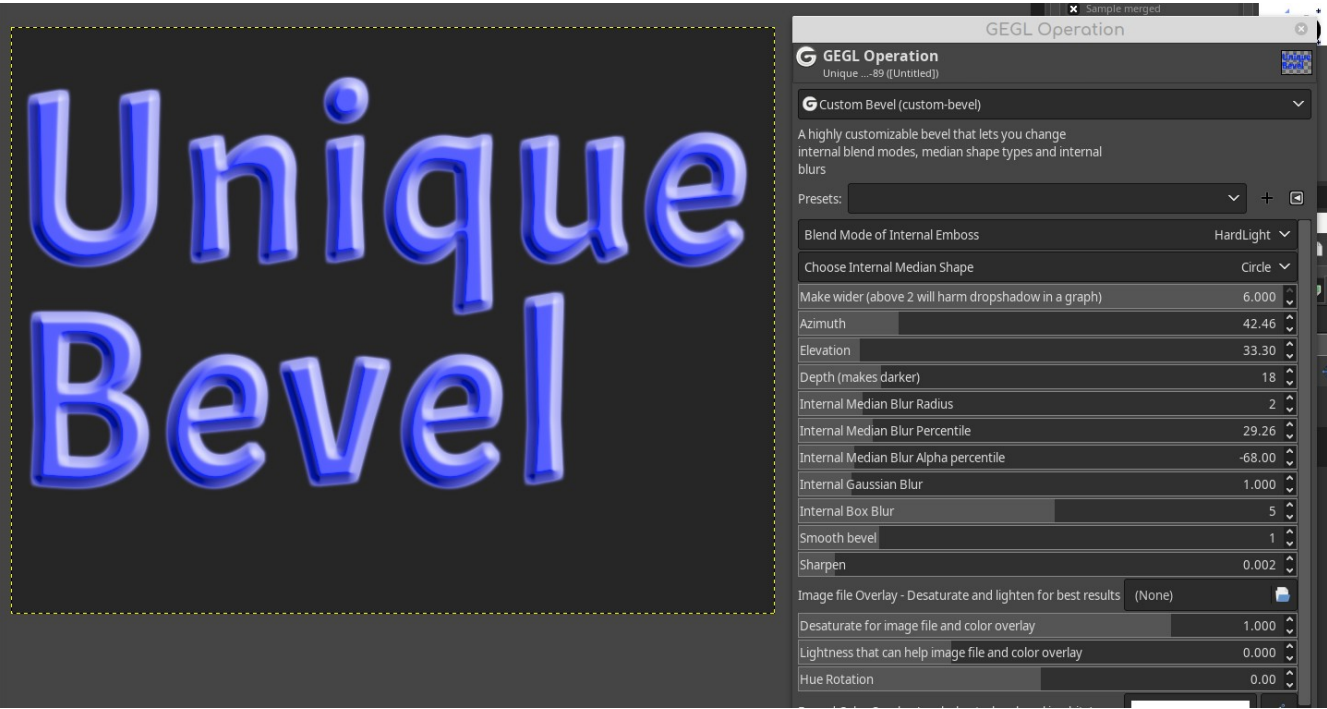 Sample merged
GEGL Operation
GEGL Operation
Unique ...-89 ([Untitled])
Custom Bevel (custom-bevel)
A highly customizable bevel that lets you change
internal blend modes, median shape types and internal
blurs
Presets:
Blend Mode of Internal Emboss HardLight
Choose Internal Median Shape Circle
Make wider (above 2 will harm dropshadow in a graph) 6.000
Azimuth 42.46
Elevation 33.30
Depth (makes darker) 18
Internal Median Blur Radius 2
Internal Median Blur Percentile 29.26
Internal Median Blur Alpha percentile -68.00
Internal Gaussian Blur 1.000
Internal Box Blur 5
Smooth bevel 1
Sharpen 0.002
Image file Overlay - Desaturate and lighten for best results (None)
Desaturate for image file and color overlay 1.000
Lightness that can help image file and color overlay 0.000
Hue Rotation 0.00
Unique
Bevel